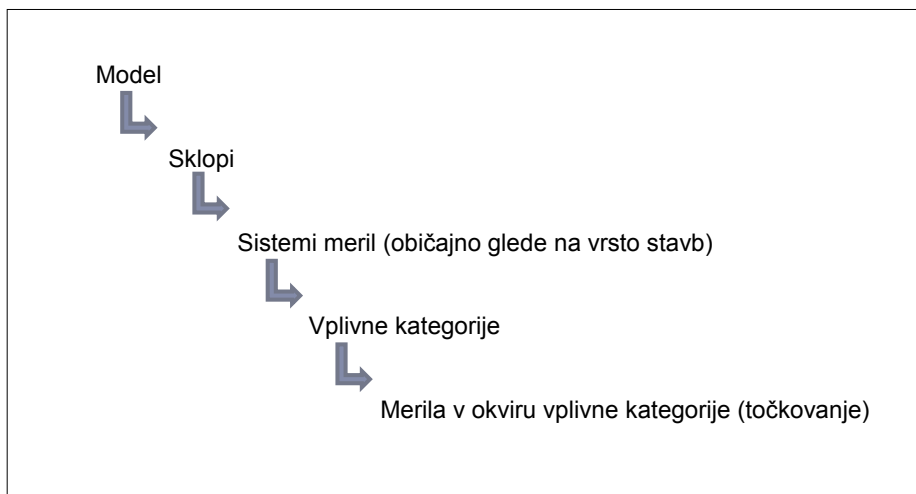 Model
Sklopi
Sistemi meril (običajno glede na vrsto stavb)
Vplivne kategorije
Merila v okviru vplivne kategorije (točkovanje)